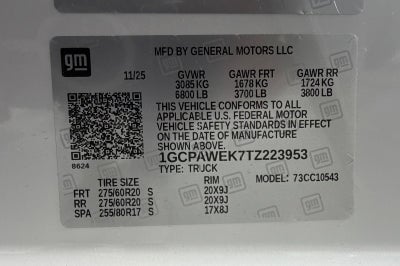 gm
MFD BY GENERAL MOTORS LLC
11/25 GVWR GAWR FRT GAWR RR
3085 KG 1678 KG 1724 KG
6800 LB 3700 LB 3800 LB
THIS VEHICLE CONFORMS TO ALL
APPLICABLE U.S. FEDERAL MOTOR
VEHICLE SAFETY STANDARDS IN EFFECT
ON THE DATE OF MANUFACTURE
SHOWN ABOVE.
8624
1GCPAWEK7TZ223953
TYPE: TRUCK MODEL: 73CC10543
TIRE SIZE RIM
FRT 275/60R20 S 20X9J
RR 275/60R20 S 20X9J
SPA 255/80R17 S 17X8J